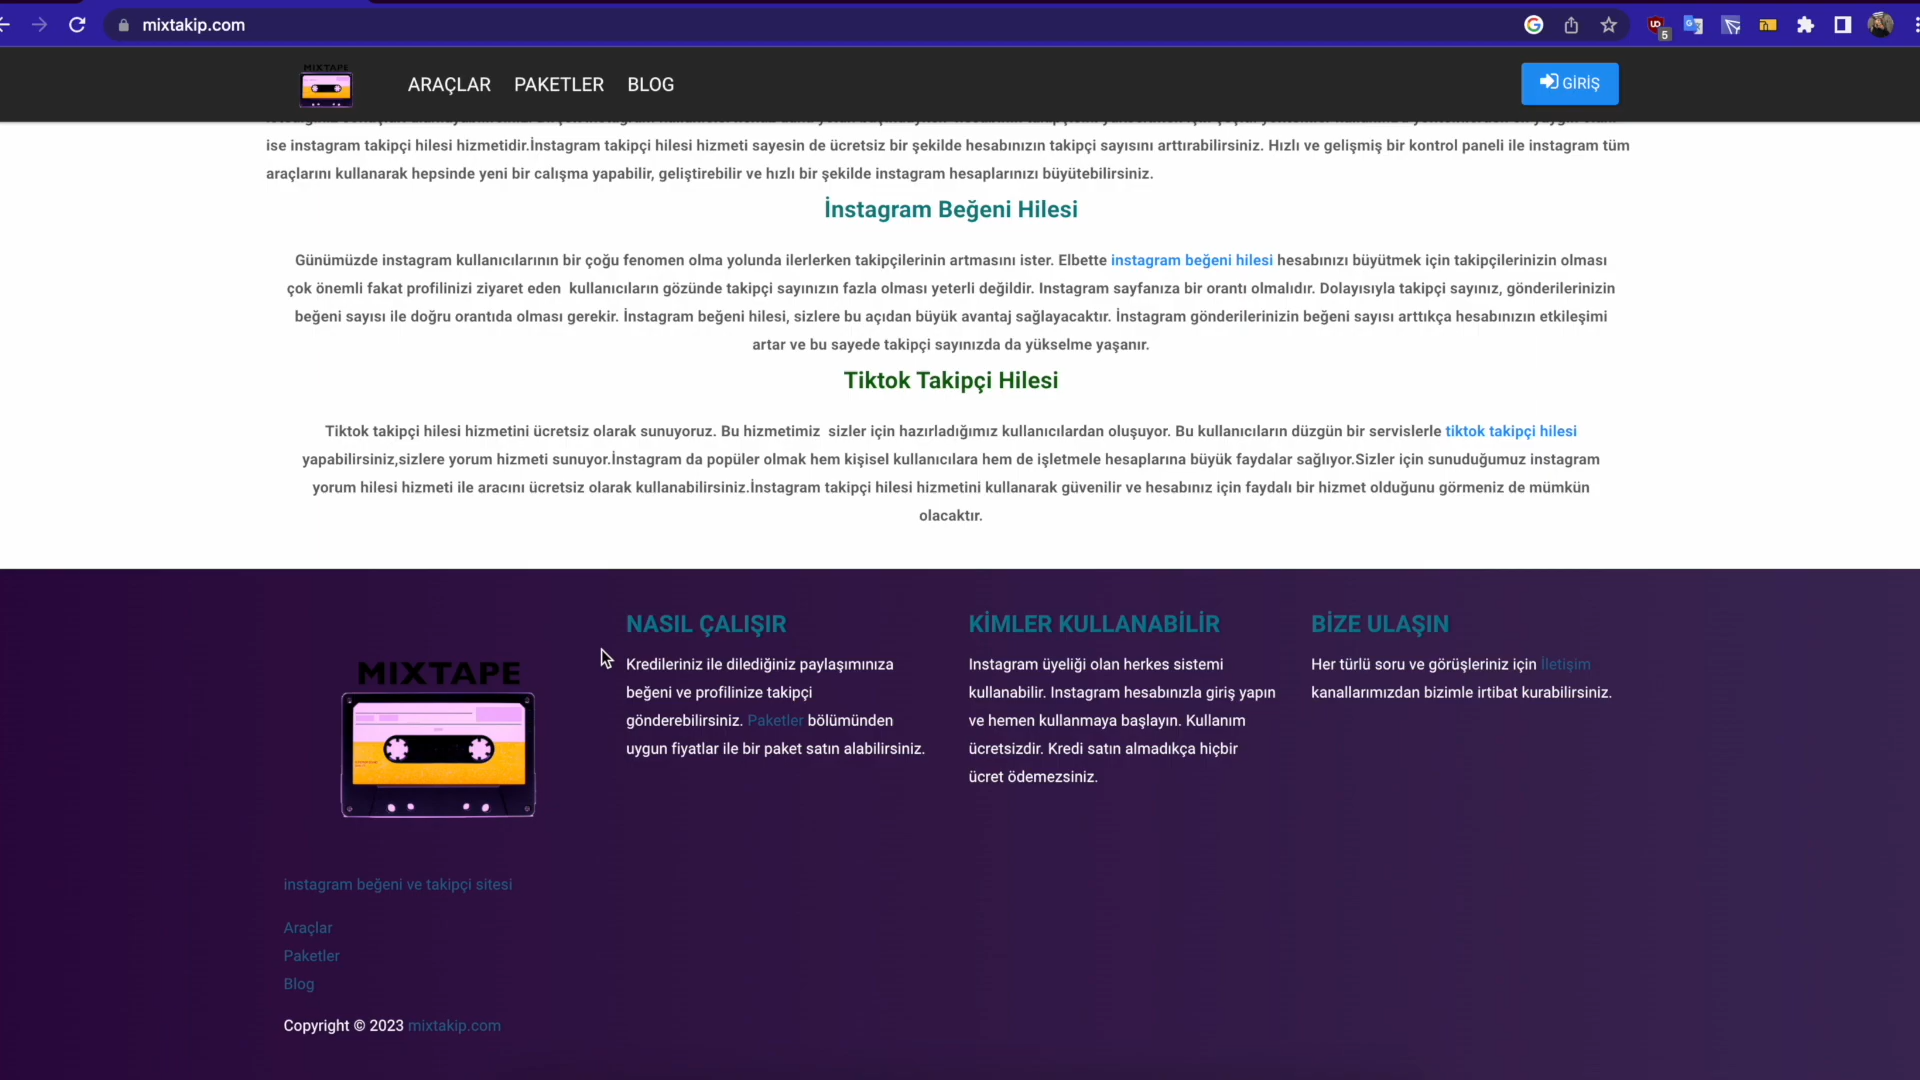 mixtakip.com
5
MIXTAPE
ARAÇLAR PAKETLER BLOG
GİRİŞ
ise instagram takipçi hilesi hizmetidir.İnstagram takipçi hilesi hizmeti sayesin de ücretsiz bir şekilde hesabınızın takipçi sayısını arttırabilirsiniz. Hızlı ve gelişmiş bir kontrol paneli ile instagram tüm
araçlarını kullanarak hepsinde yeni bir calışma yapabilir, geliştirebilir ve hızlı bir şekilde instagram hesaplarınızı büyütebilirsiniz.
İnstagram Beğeni Hilesi
Günümüzde instagram kullanıcılarının bir çoğu fenomen olma yolunda ilerlerken takipçilerinin artmasını ister. Elbette instagram beğeni hilesi hesabınızı büyütmek için takipçilerinizin olması
çok önemli fakat profilinizi ziyaret eden kullanıcıların gözünde takipçi sayınızın fazla olması yeterli değildir. Instagram sayfanıza bir orantı olmalıdır. Dolayısıyla takipçi sayınız, gönderilerinizin
beğeni sayısı ile doğru orantıda olması gerekir. İnstagram beğeni hilesi, sizlere bu açıdan büyük avantaj sağlayacaktır. İnstagram gönderilerinizin beğeni sayısı arttıkça hesabınızın etkileşimi
artar ve bu sayede takipçi sayınızda da yükselme yaşanır.
Tiktok Takipçi Hilesi
Tiktok takipçi hilesi hizmetini ücretsiz olarak sunuyoruz. Bu hizmetimiz sizler için hazırladığımız kullanıcılardan oluşuyor. Bu kullanıcıların düzgün bir servislerle tiktok takipçi hilesi
yapabilirsiniz,sizlere yorum hizmeti sunuyor.İnstagram da popüler olmak hem kişisel kullanıcılara hem de işletmele hesaplarına büyük faydalar sağlıyor.Sizler için sunuduğumuz instagram
yorum hilesi hizmeti ile aracını ücretsiz olarak kullanabilirsiniz.İnstagram takipçi hilesi hizmetini kullanarak güvenilir ve hesabınız için faydalı bir hizmet olduğunu görmeniz de mümkün
olacaktır.
MIXTAPE
instagram beğeni ve takipçi sitesi
Araçlar
Paketler
Blog
Copyright © 2023 mixtakip.com
NASIL ÇALIŞIR
Kredileriniz ile dilediğiniz paylaşımınıza
beğeni ve profilinize takipçi
gönderebilirsiniz. Paketler bölümünden
uygun fiyatlar ile bir paket satın alabilirsiniz.
KİMLER KULLANABİLİR
Instagram üyeliği olan herkes sistemi
kullanabilir. Instagram hesabınızla giriş yapın
ve hemen kullanmaya başlayın. Kullanım
ücretsizdir. Kredi satın almadıkça hiçbir
ücret ödemezsiniz.
BİZE ULAŞIN
Her türlü soru ve görüşleriniz için İletişim
kanallarımızdan bizimle irtibat kurabilirsiniz.